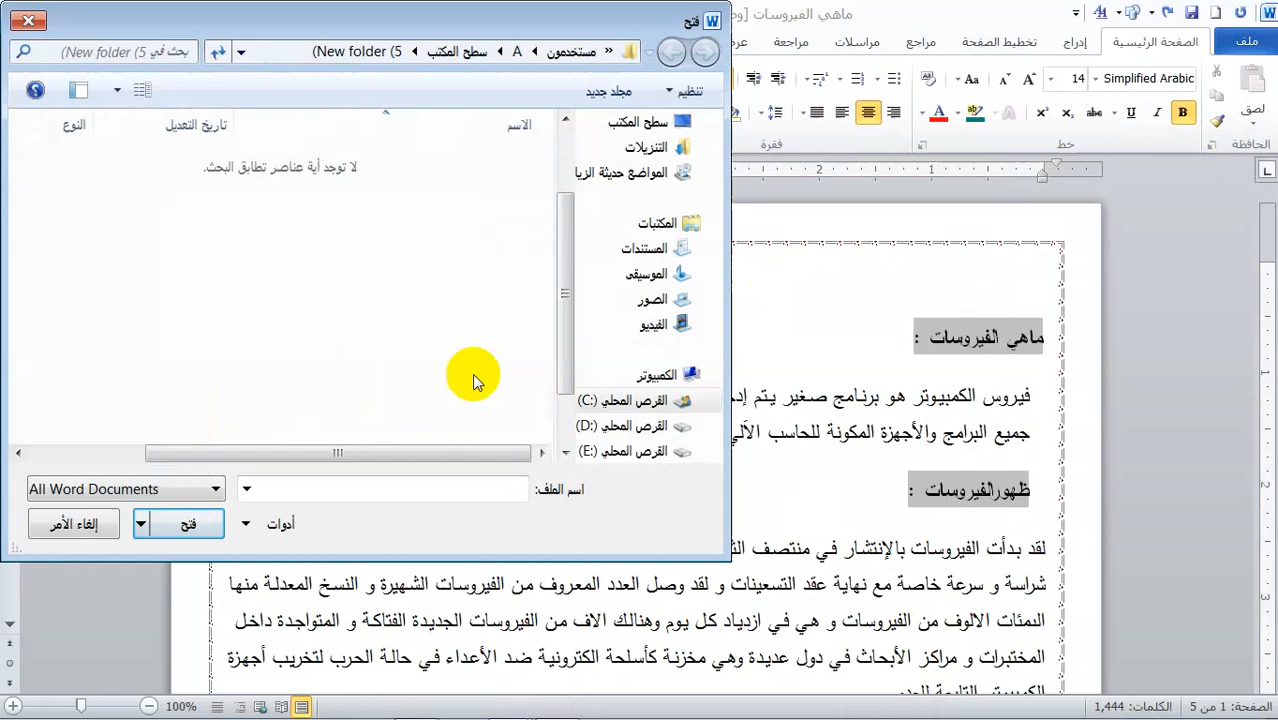 فتح
ماهي الفيروسات
مستخدمون
A
سطح المكتب
New folder (5)
بحث في New folder (5)
تنظيم
مجلد جديد
الاسم
تاريخ التعديل
النوع
لا توجد أية عناصر تطابق البحث.
سطح المكتب
التنزيلات
المواضع حديثة الزيا
المكتبات
المستندات
الموسيقى
الصور
الفيديو
الكمبيوتر
القرص المحلي (C:)
القرص المحلي (D:)
القرص المحلي (E:)
اسم الملف:
All Word Documents
أدوات
فتح
إلغاء الأمر
ملف
الصفحة الرئيسية
إدراج
تخطيط الصفحة
مراجع
مراسلات
مراجعة
عرض
لصق
Simplified Arabic
14
الحافظة
خط
فقرة
1
2
ماهي الفيروسات :
فيروس الكمبيوتر هو برنامج صغير يتم
جميع البرامج والأجهزة المكونة للحاسب الآلي
ظهورالفيروسات :
لقد بدأت الفيروسات بالإنتشار في منتصف
شراسة و سرعة خاصة مع نهاية عقد التسعينات و لقد وصل العدد المعروف من الفيروسات الشهيرة و النسخ المعدلة منها
المئات الالوف من الفيروسات و هي في ازدياد كل يوم وهنالك الاف من الفيروسات الجديدة الفتاكة و المتواجدة داخل
المختبرات و مراكز الأبحاث في دول عديدة وهي مخزنة كأسلحة الكترونية ضد الأعداء في حالة الحرب لتخريب أجهزة
الصفحة: 1 من 5
الكلمات: 1,444
100%